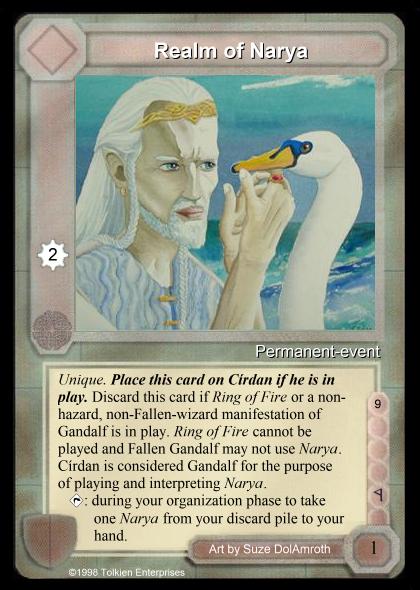 Realm of Narya
2
Permanent-event
Unique. Place this card on Círdan if he is in
play. Discard this card if Ring of Fire or a non-
hazard, non-Fallen-wizard manifestation of
Gandalf is in play. Ring of Fire cannot be
played and Fallen Gandalf may not use Narya.
Círdan is considered Gandalf for the purpose
of playing and interpreting Narya.
: during your organization phase to take
one Narya from your discard pile to your
hand.
9
Art by Suze DolAmroth
1
©1998 Tolkien Enterprises